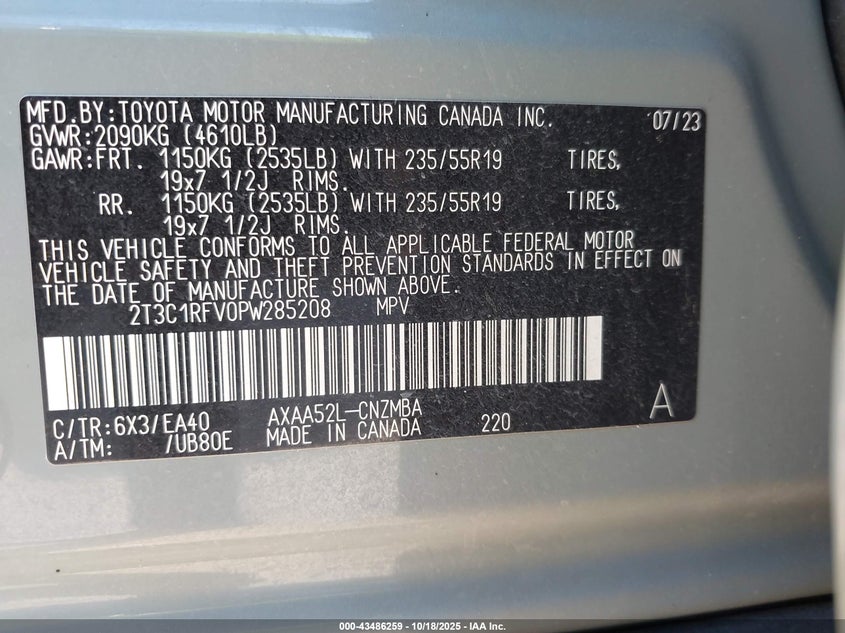 MFD.BY:TOYOTA MOTOR MANUFACTURING CANADA INC. 07/23
GVWR:2090KG (4610LB)
GAWR:FRT. 1150KG (2535LB) WITH 235/55R19 TIRES,
19x7 1/2J RIMS.
RR. 1150KG (2535LB) WITH 235/55R19 TIRES,
19x7 1/2J RIMS.
THIS VEHICLE CONFORMS TO ALL APPLICABLE FEDERAL MOTOR
VEHICLE SAFETY AND THEFT PREVENTION STANDARDS IN EFFECT ON
THE DATE OF MANUFACTURE SHOWN ABOVE.
2T3C1RFV0PW285208 MPV
C/TR:6X3/EA40 AXAA52L-CNZMBA A
A/TM: /UB80E MADE IN CANADA 220
000-43486259 - 10/18/2025 - IAA Inc.